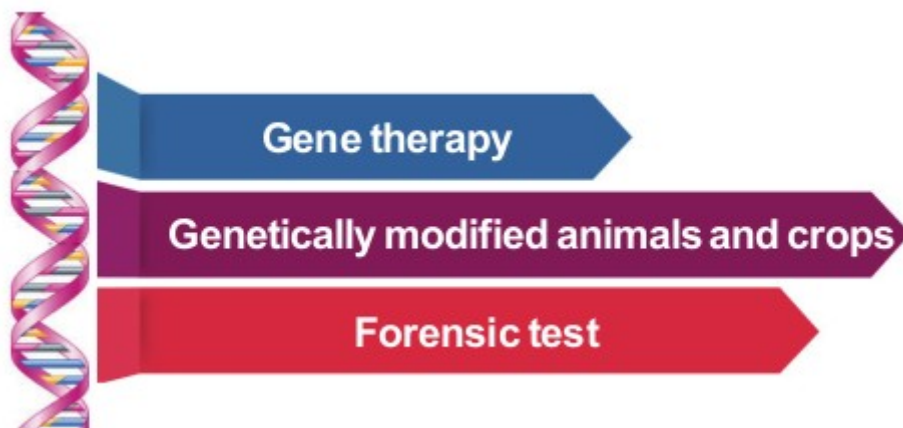 Gene therapy
Genetically modified animals and crops
Forensic test